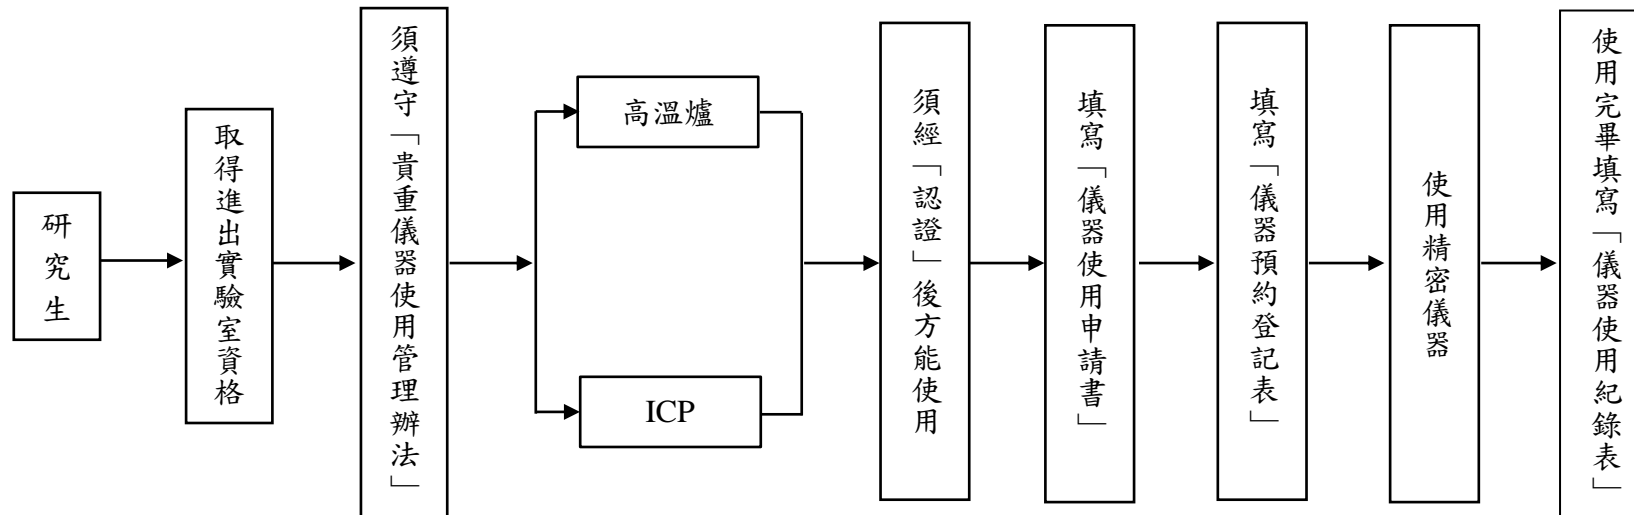 研究生
取得進出實驗室資格
須遵守「貴重儀器使用管理辦法」
高溫爐
ICP
須經「認證」後方能使用
填寫「儀器使用申請書」
填寫「儀器預約登記表」
使用精密儀器
使用完畢填寫「儀器使用紀錄表」